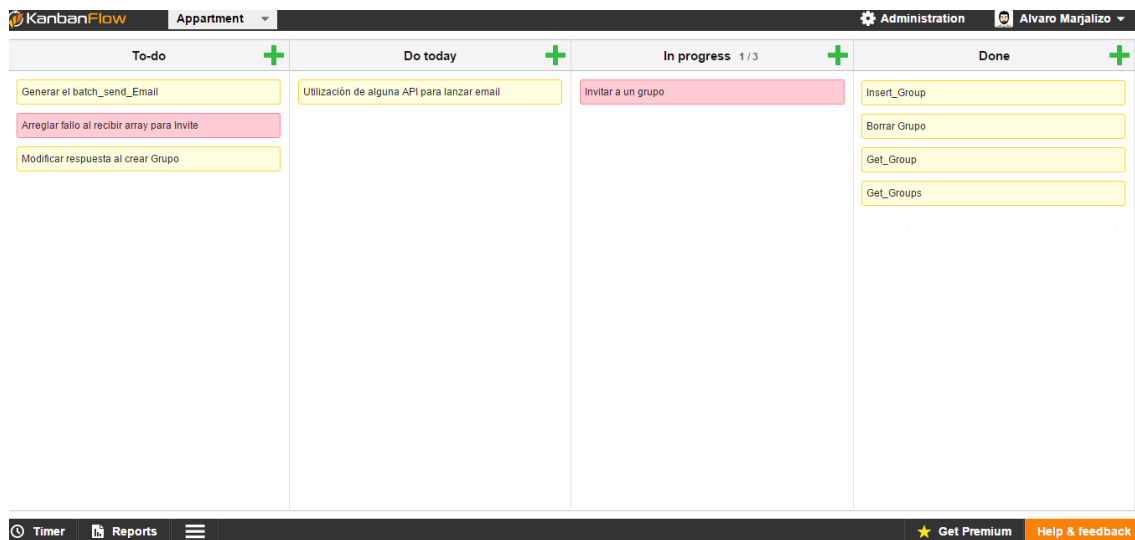 KanbanFlow
Appartment
Administration
Alvaro Marjalizo
To-do
Do today
In progress 1 / 3
Done
Generar el batch_send_Email
Arreglar fallo al recibir array para Invite
Modificar respuesta al crear Grupo
Utilización de alguna API para lanzar email
Invitar a un grupo
Insert_Group
Borrar Grupo
Get_Group
Get_Groups
Timer
Reports
Get Premium
Help & feedback